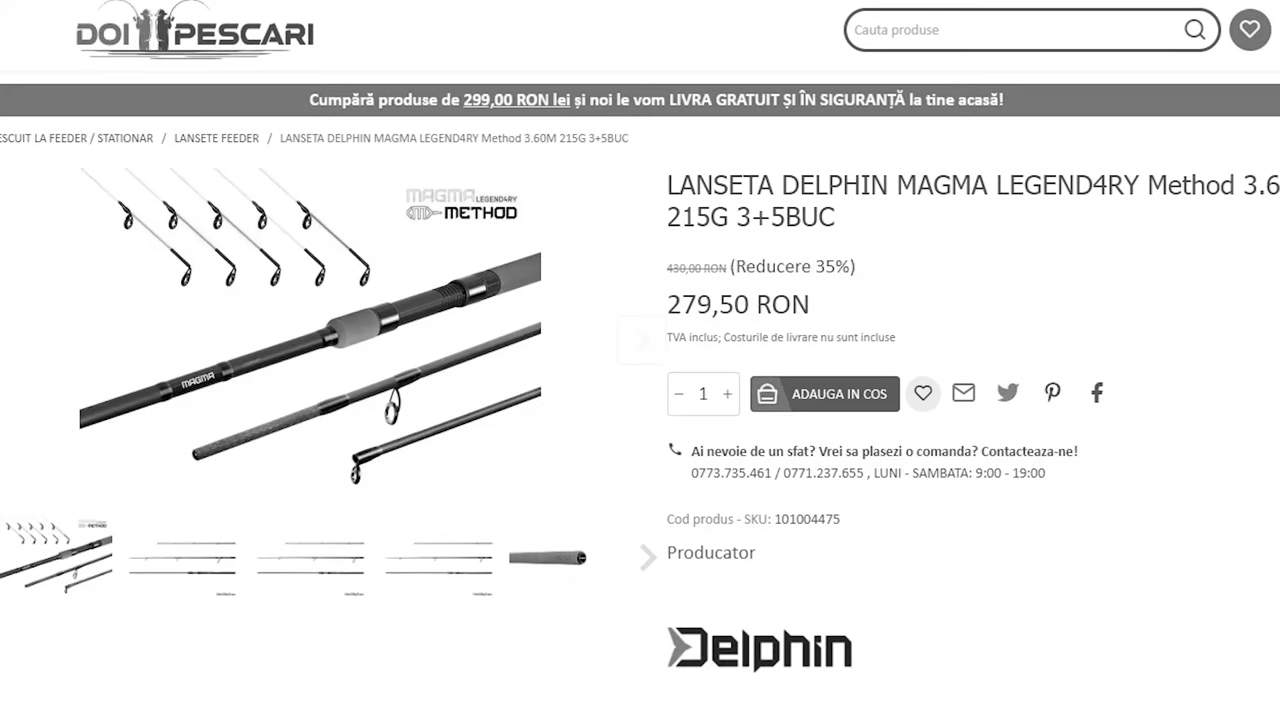 DOI PESCARI
Cauta produse
Cumpără produse de 299,00 RON lei și noi le vom LIVRA GRATUIT ȘI ÎN SIGURANȚĂ la tine acasă!
ESCUIT LA FEEDER / STATIONAR / LANSETE FEEDER / LANSETA DELPHIN MAGMA LEGEND4RY Method 3.60M 215G 3+5BUC
MAGMA LEGEND4RY
METHOD
MAGMA
LANSETA DELPHIN MAGMA LEGEND4RY Method 3.6
215G 3+5BUC
430,00 RON (Reducere 35%)
279,50 RON
TVA inclus; Costurile de livrare nu sunt incluse
− 1 + ADAUGA IN COS
Ai nevoie de un sfat? Vrei sa plasezi o comanda? Contacteaza-ne!
0773.735.461 / 0771.237.655 , LUNI - SAMBATA: 9:00 - 19:00
Cod produs - SKU: 101004475
Producator
Delphin